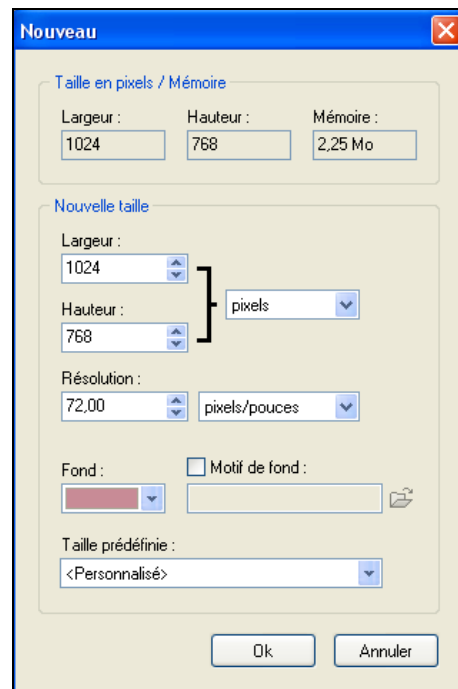 Nouveau
Taille en pixels / Mémoire
Largeur : Hauteur : Mémoire :
1024 768 2,25 Mo
Nouvelle taille
Largeur :
1024
pixels
Hauteur :
768
Résolution :
72,00 pixels/pouces
Fond : Motif de fond :
Taille prédéfinie :
<Personnalisé>
Ok Annuler